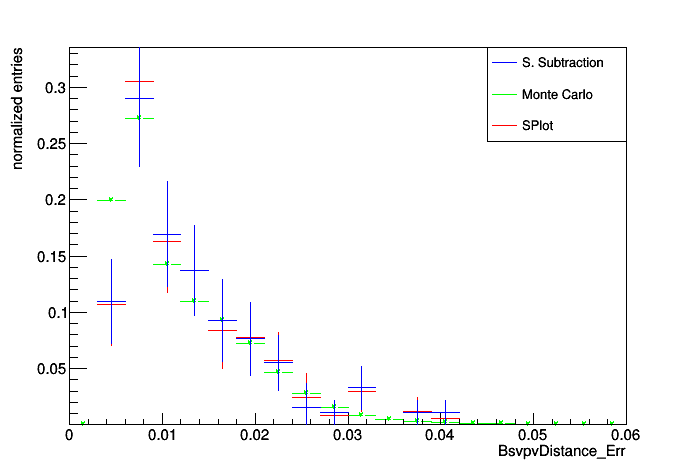 normalized entries
0.3
0.25
0.2
0.15
0.1
0.05
S. Subtraction
Monte Carlo
SPlot
0
0.01
0.02
0.03
0.04
0.05
0.06
BsvpvDistance_Err